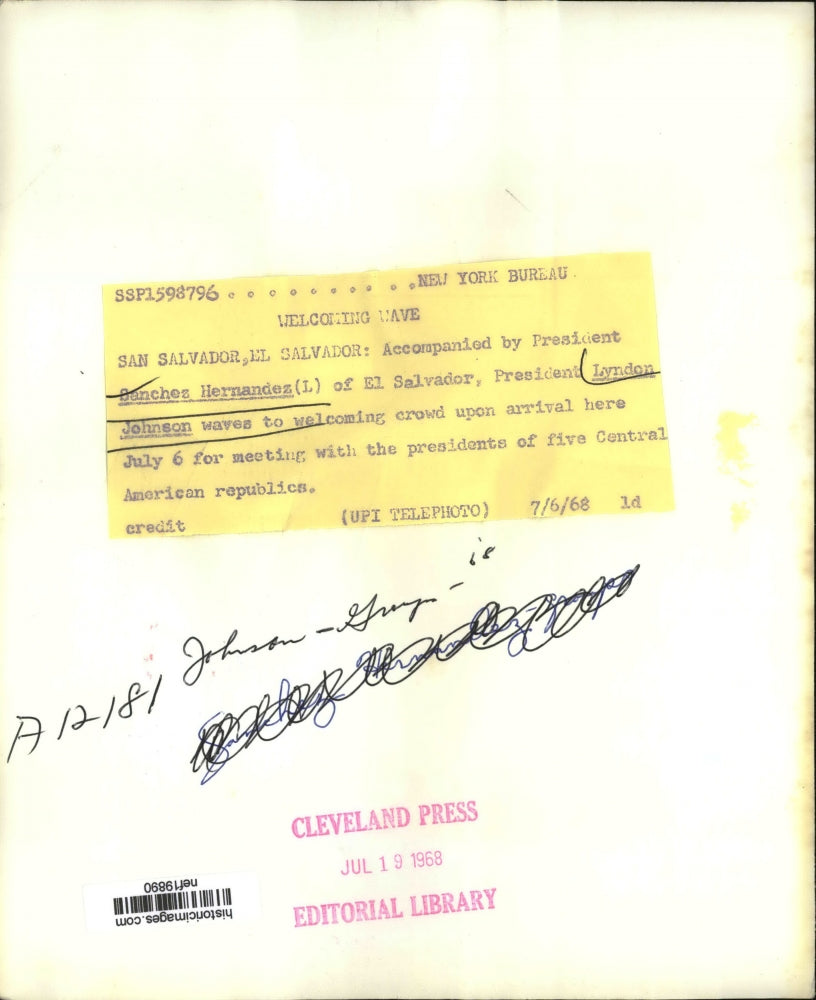 SSP1598796 . . . . . . . . . .NEW YORK BUREAU
WELCOMING WAVE
SAN SALVADOR,EL SALVADOR: Accompanied by President
Sanchez Hernandez(L) of El Salvador, President Lyndon
Johnson waves to welcoming crowd upon arrival here
July 6 for meeting with the presidents of five Central
American republics.
credit (UPI TELEPHOTO) 7/6/68 ld
A 12-181 Johnson -
CLEVELAND PRESS
JUL 19 1968
EDITORIAL LIBRARY
historicimages.com
nef19890